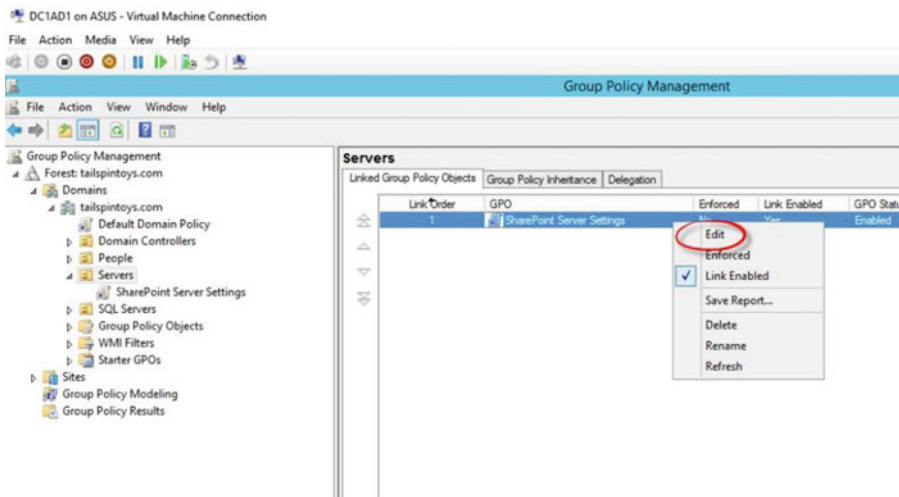 DC1AD1 on ASUS - Virtual Machine Connection
File Action Media View Help
Group Policy Management
File Action View Window Help
Group Policy Management
Forest: tailspintoys.com
Domains
tailspintoys.com
Default Domain Policy
Domain Controllers
People
Servers
SharePoint Server Settings
SQL Servers
Group Policy Objects
WMI Filters
Starter GPOs
Sites
Group Policy Modeling
Group Policy Results
Servers
Linked Group Policy Objects Group Policy Inheritance Delegation
Link Order GPO Enforced Link Enabled GPO Statu
1 SharePoint Server Settings No Yes Enabled
Edit
Enforced
Link Enabled
Save Report...
Delete
Rename
Refresh